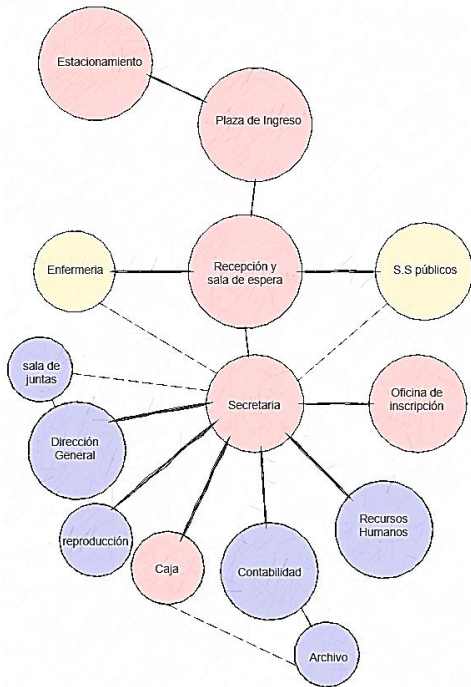 Estacionamiento
Plaza de Ingreso
Enfermeria
Recepción y
sala de espera
S.S públicos
sala de
juntas
Secretaria
Oficina de
inscripción
Dirección
General
reproducción
Caja
Contabilidad
Recursos
Humanos
Archivo